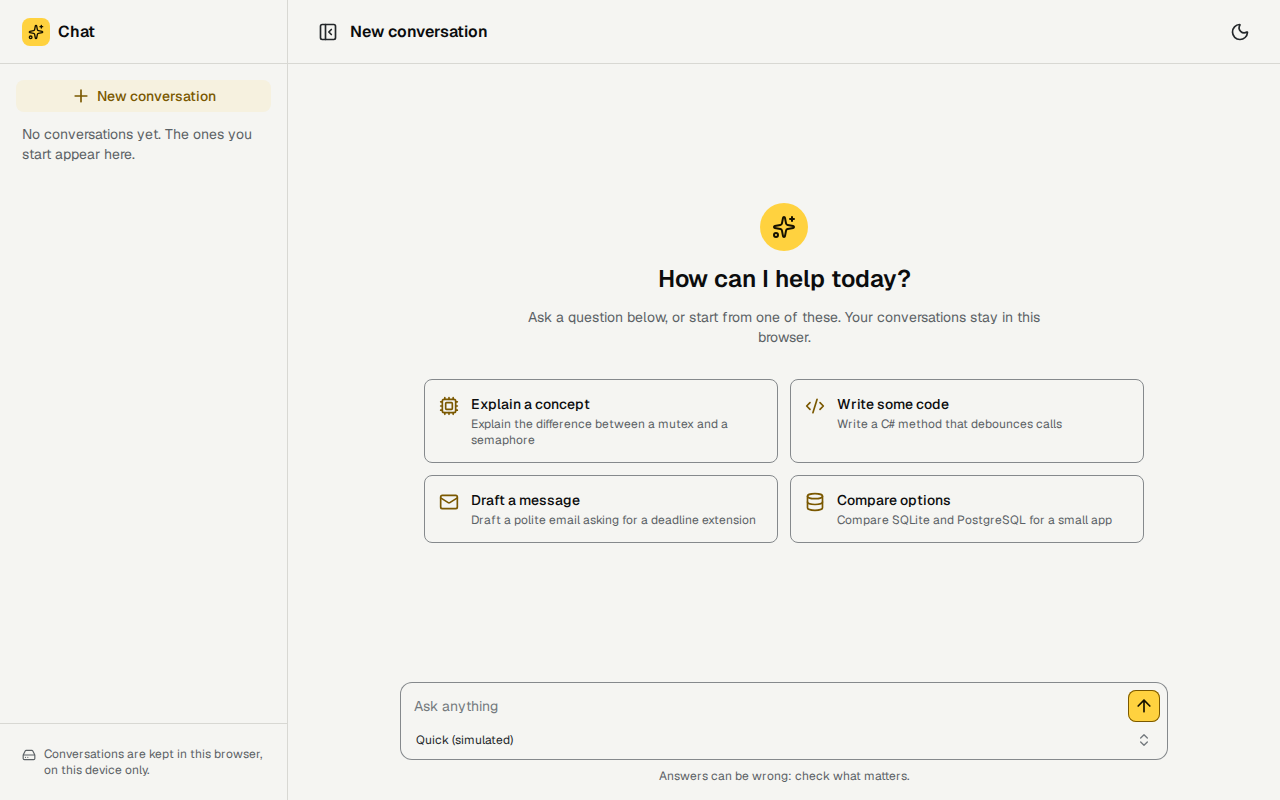 Chat
New conversation
No conversations yet. The ones you
start appear here.
Conversations are kept in this browser,
on this device only.
New conversation
How can I help today?
Ask a question below, or start from one of these. Your conversations stay in this
browser.
Explain a concept
Explain the difference between a mutex and a
semaphore
Write some code
Write a C# method that debounces calls
Draft a message
Draft a polite email asking for a deadline extension
Compare options
Compare SQLite and PostgreSQL for a small app
Ask anything
Quick (simulated)
Answers can be wrong: check what matters.